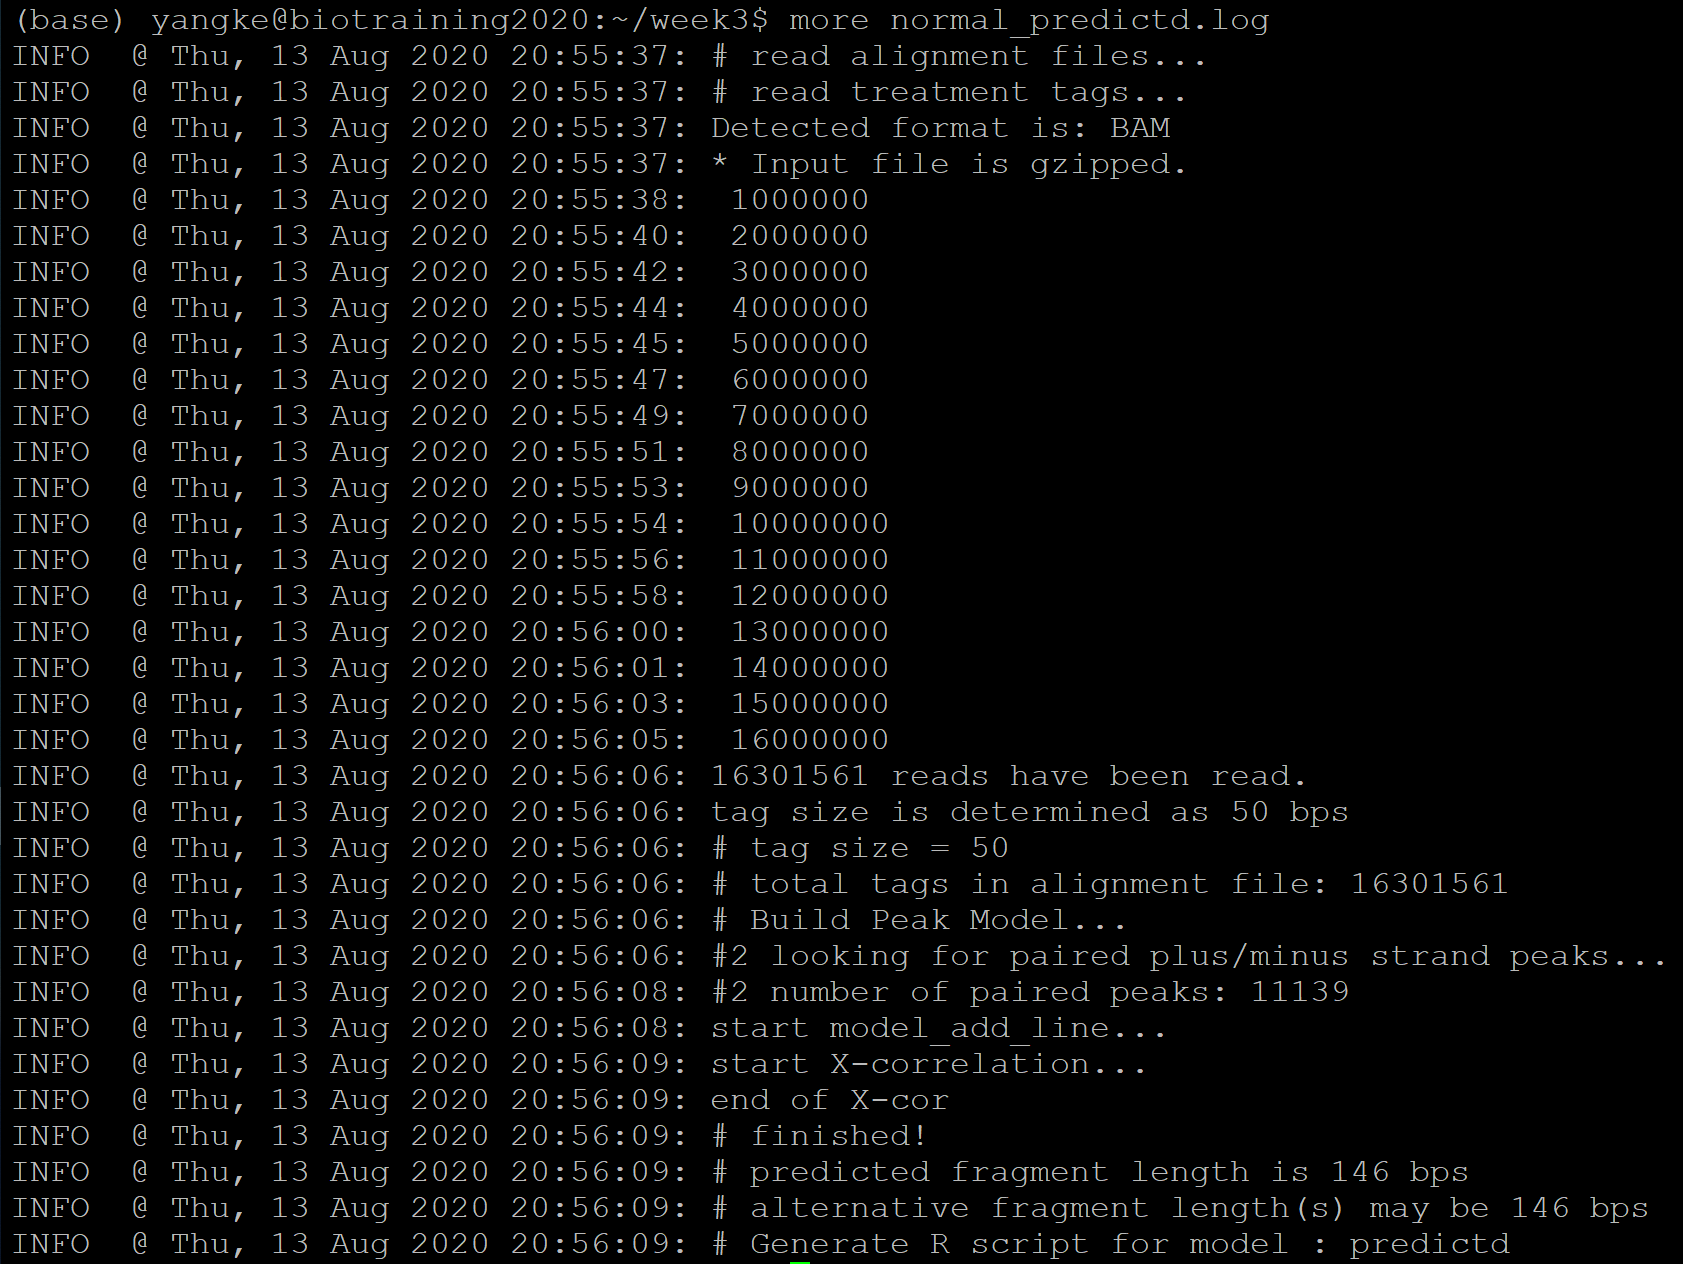 (base) yangke@biotraining2020:~/week3$ more normal_predictd.log
INFO  @ Thu, 13 Aug 2020 20:55:37: # read alignment files...
INFO  @ Thu, 13 Aug 2020 20:55:37: # read treatment tags...
INFO  @ Thu, 13 Aug 2020 20:55:37: Detected format is: BAM
INFO  @ Thu, 13 Aug 2020 20:55:37: * Input file is gzipped.
INFO  @ Thu, 13 Aug 2020 20:55:38:  1000000
INFO  @ Thu, 13 Aug 2020 20:55:40:  2000000
INFO  @ Thu, 13 Aug 2020 20:55:42:  3000000
INFO  @ Thu, 13 Aug 2020 20:55:44:  4000000
INFO  @ Thu, 13 Aug 2020 20:55:45:  5000000
INFO  @ Thu, 13 Aug 2020 20:55:47:  6000000
INFO  @ Thu, 13 Aug 2020 20:55:49:  7000000
INFO  @ Thu, 13 Aug 2020 20:55:51:  8000000
INFO  @ Thu, 13 Aug 2020 20:55:53:  9000000
INFO  @ Thu, 13 Aug 2020 20:55:54:  10000000
INFO  @ Thu, 13 Aug 2020 20:55:56:  11000000
INFO  @ Thu, 13 Aug 2020 20:55:58:  12000000
INFO  @ Thu, 13 Aug 2020 20:56:00:  13000000
INFO  @ Thu, 13 Aug 2020 20:56:01:  14000000
INFO  @ Thu, 13 Aug 2020 20:56:03:  15000000
INFO  @ Thu, 13 Aug 2020 20:56:05:  16000000
INFO  @ Thu, 13 Aug 2020 20:56:06: 16301561 reads have been read.
INFO  @ Thu, 13 Aug 2020 20:56:06: tag size is determined as 50 bps
INFO  @ Thu, 13 Aug 2020 20:56:06: # tag size = 50
INFO  @ Thu, 13 Aug 2020 20:56:06: # total tags in alignment file: 16301561
INFO  @ Thu, 13 Aug 2020 20:56:06: # Build Peak Model...
INFO  @ Thu, 13 Aug 2020 20:56:06: #2 looking for paired plus/minus strand peaks...
INFO  @ Thu, 13 Aug 2020 20:56:08: #2 number of paired peaks: 11139
INFO  @ Thu, 13 Aug 2020 20:56:08: start model_add_line...
INFO  @ Thu, 13 Aug 2020 20:56:09: start X-correlation...
INFO  @ Thu, 13 Aug 2020 20:56:09: end of X-cor
INFO  @ Thu, 13 Aug 2020 20:56:09: # finished!
INFO  @ Thu, 13 Aug 2020 20:56:09: # predicted fragment length is 146 bps
INFO  @ Thu, 13 Aug 2020 20:56:09: # alternative fragment length(s) may be 146 bps
INFO  @ Thu, 13 Aug 2020 20:56:09: # Generate R script for model : predictd